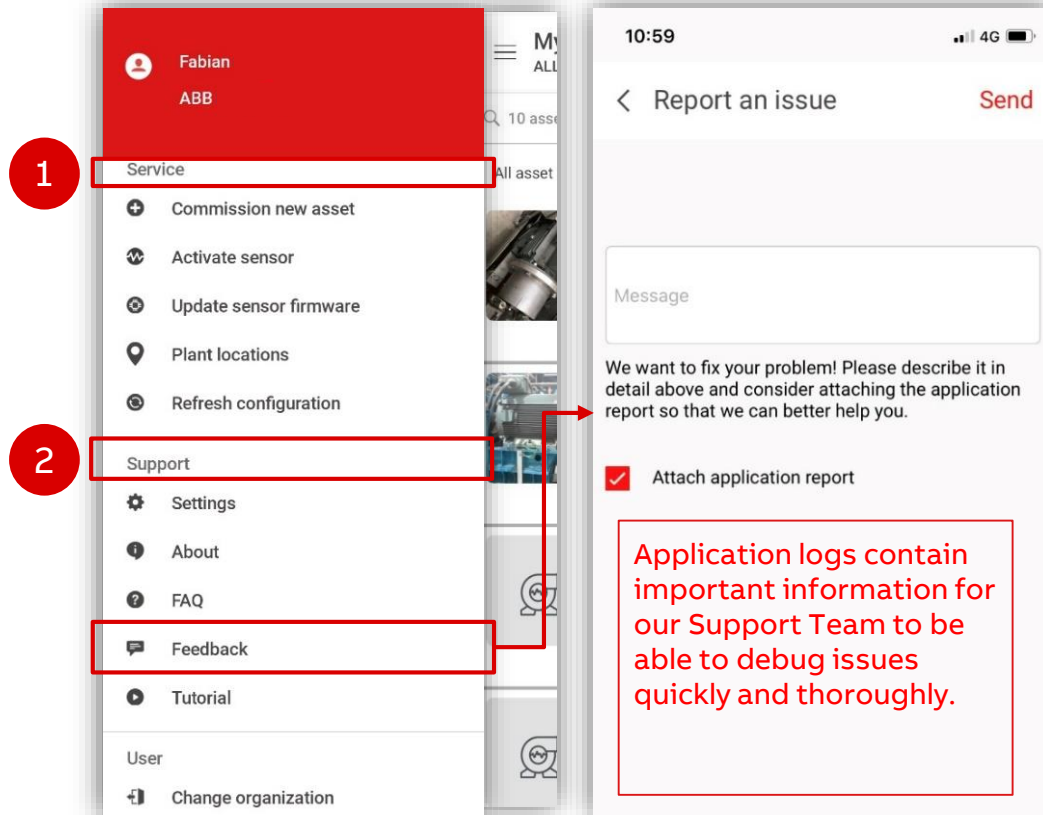 1
2
Fabian
ABB
Service
Commission new asset
Activate sensor
Update sensor firmware
Plant locations
Refresh configuration
Support
Settings
About
FAQ
Feedback
Tutorial
User
Change organization
My
ALL
10 asse
All asset
10:59
4G
Report an issue
Send
Message
We want to fix your problem! Please describe it in
detail above and consider attaching the application
report so that we can better help you.
Attach application report
Application logs contain
important information for
our Support Team to be
able to debug issues
quickly and thoroughly.